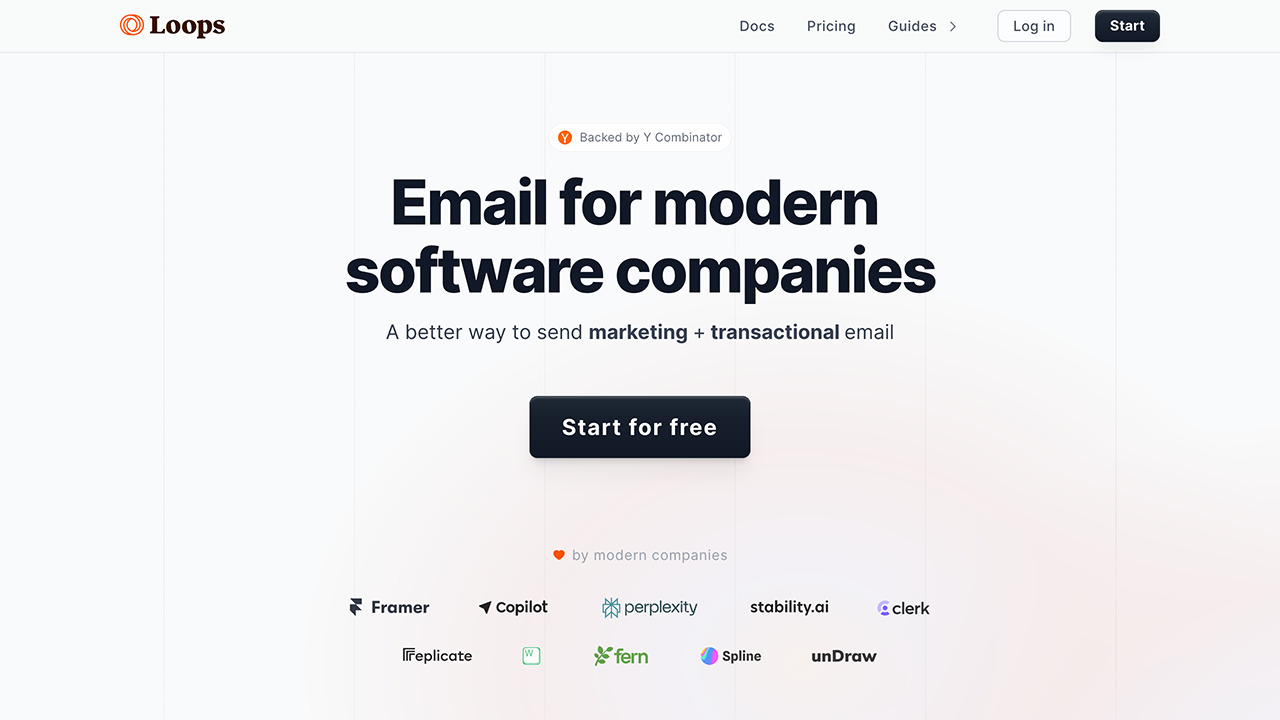 Loops
Docs Pricing Guides Log in Start
Y Backed by Y Combinator
Email for modern
software companies
A better way to send marketing + transactional email
Start for free
by modern companies
Framer Copilot perplexity stability.ai clerk
Replicate W fern Spline unDraw